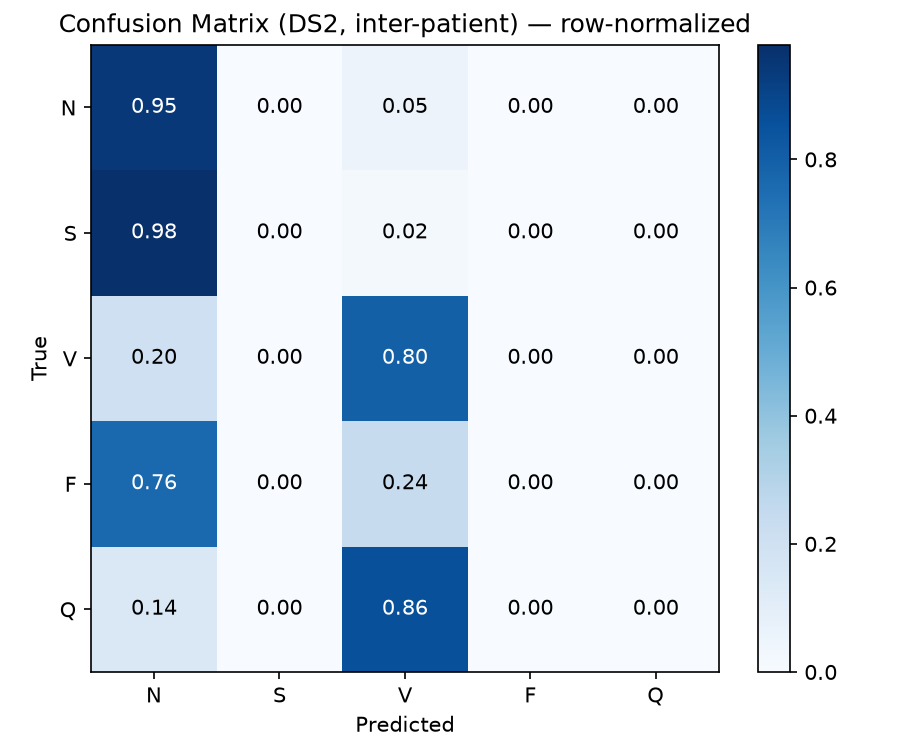 Confusion Matrix (DS2, inter-patient) — row-normalized
N 0.95 0.00 0.05 0.00 0.00
S 0.98 0.00 0.02 0.00 0.00
V 0.20 0.00 0.80 0.00 0.00
F 0.76 0.00 0.24 0.00 0.00
Q 0.14 0.00 0.86 0.00 0.00
True
N S V F Q
Predicted
0.8
0.6
0.4
0.2
0.0